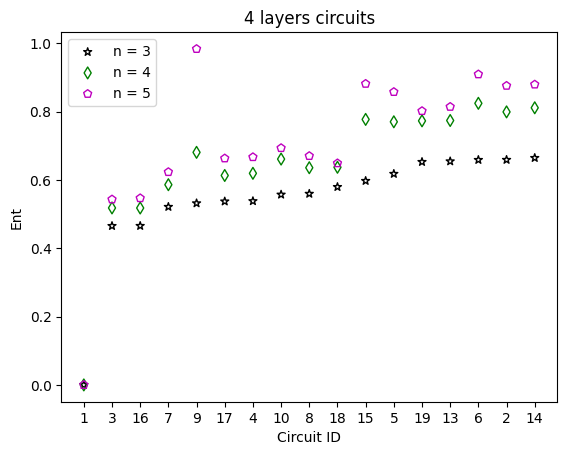 4 layers circuits
n = 3
n = 4
n = 5
Ent
1.0
0.8
0.6
0.4
0.2
0.0
1 3 16 7 9 17 4 10 8 18 15 5 19 13 6 2 14
Circuit ID